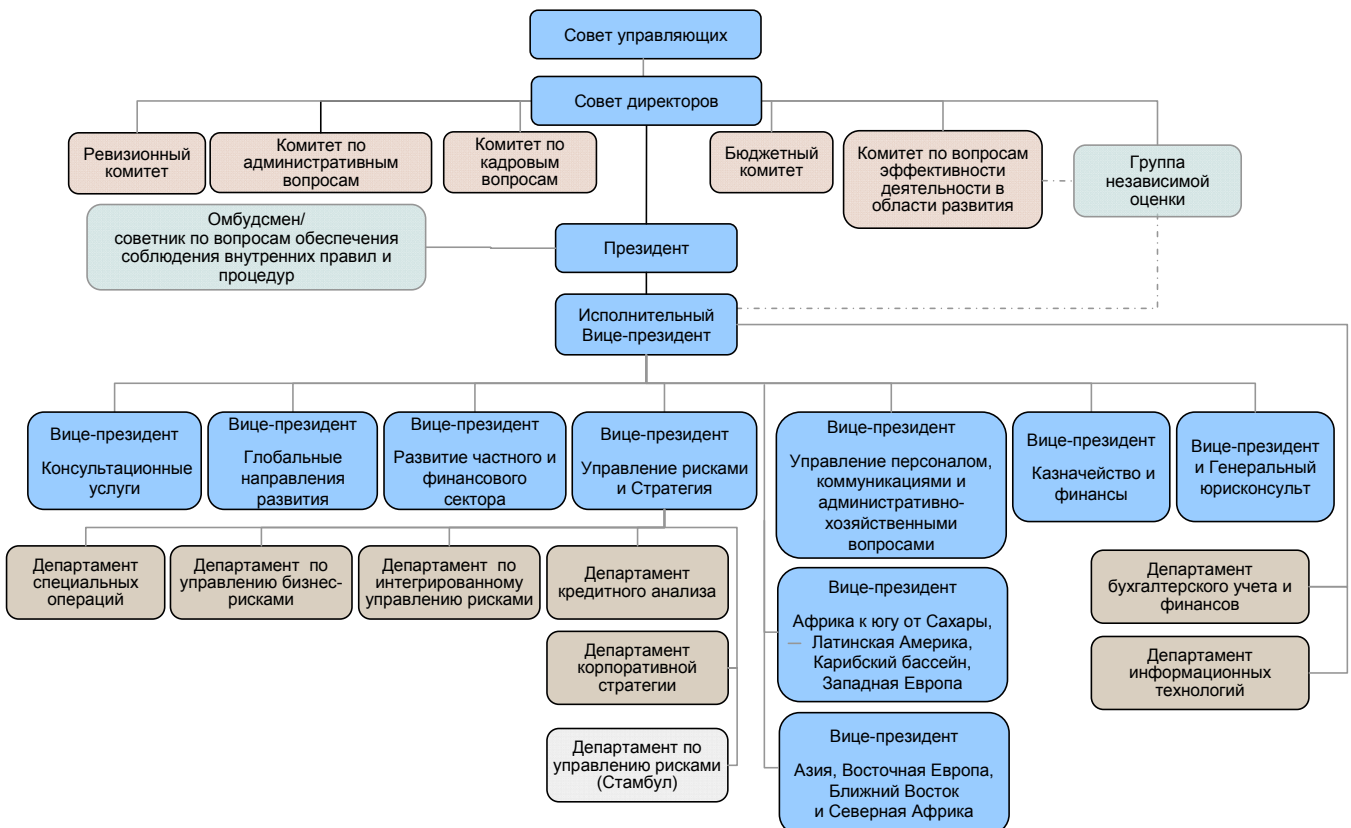 Совет управляющих
Совет директоров
Ревизионный
комитет
Комитет по
административным
вопросам
Комитет по
кадровым
вопросам
Бюджетный
комитет
Комитет по вопросам
эффективности
деятельности в
области развития
Группа
независимой
оценки
Омбудсмен/
советник по вопросам обеспечения
соблюдения внутренних правил и
процедур
Президент
Исполнительный
Вице-президент
Вице-президент
Консультационные
услуги
Вице-президент
Глобальные
направления
развития
Вице-президент
Развитие частного и
финансового
сектора
Вице-президент
Управление рисками
и Стратегия
Вице-президент
Управление персоналом,
коммуникациями и
административно-
хозяйственными
вопросами
Вице-президент
Казначейство и
финансы
Вице-президент
и Генеральный
юрисконсульт
Департамент
специальных
операций
Департамент по
управлению бизнес-
рисками
Департамент по
интегрированному
управлению рисками
Департамент
кредитного анализа
Вице-президент
Африка к югу от Сахары,
Латинская Америка,
Карибский бассейн,
Западная Европа
Департамент
бухгалтерского учета и
финансов
Департамент
корпоративной
стратегии
Департамент
информационных
технологий
Департамент по
управлению рисками
(Стамбул)
Вице-президент
Азия, Восточная Европа,
Ближний Восток
и Северная Африка